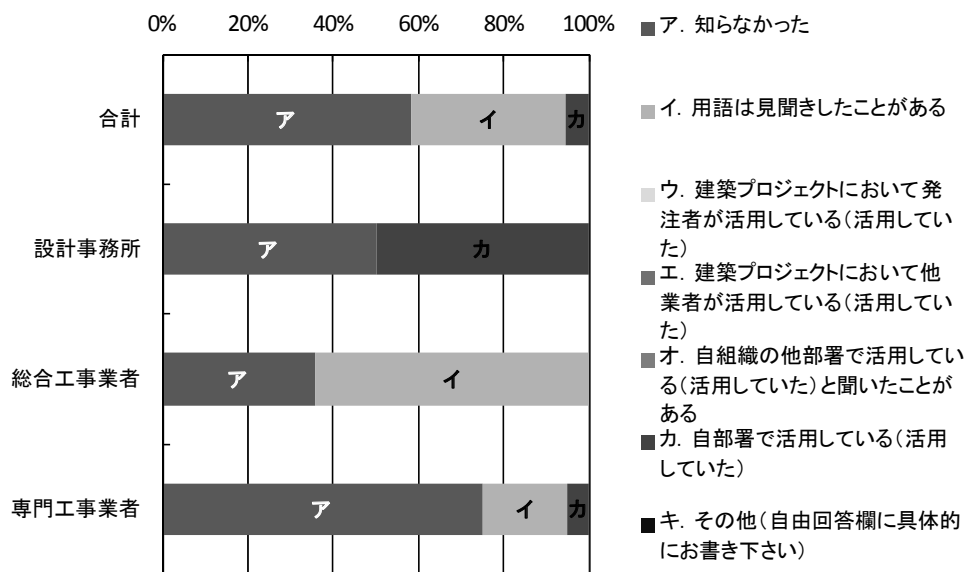 0% 20% 40% 60% 80% 100%
合計
ア イ カ
設計事務所
ア カ
総合工事業者
ア イ
専門工事業者
ア イ カ
ア．知らなかった
イ．用語は見聞きしたことがある
ウ．建築プロジェクトにおいて発
注者が活用している（活用してい
た）
エ．建築プロジェクトにおいて他
業者が活用している（活用してい
た）
オ．自組織の他部署で活用してい
る（活用していた）と聞いたことが
ある
カ．自部署で活用している（活用
していた）
キ．その他（自由回答欄に具体的
にお書き下さい）